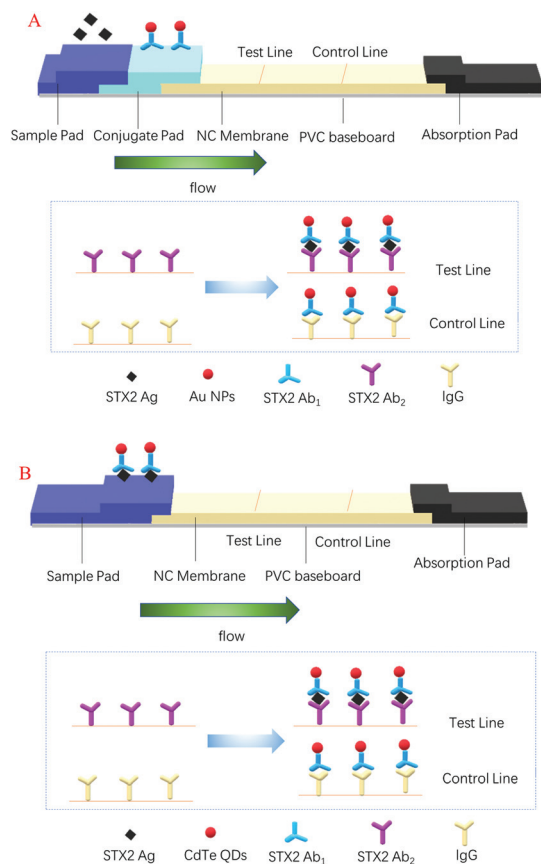 A
Test Line Control Line
Sample Pad Conjugate Pad NC Membrane PVC baseboard Absorption Pad
flow
Test Line
Control Line
STX2 Ag Au NPs STX2 Ab₁ STX2 Ab₂ IgG
B
Test Line Control Line
Sample Pad NC Membrane PVC baseboard Absorption Pad
flow
Test Line
Control Line
STX2 Ag CdTe QDs STX2 Ab₁ STX2 Ab₂ IgG